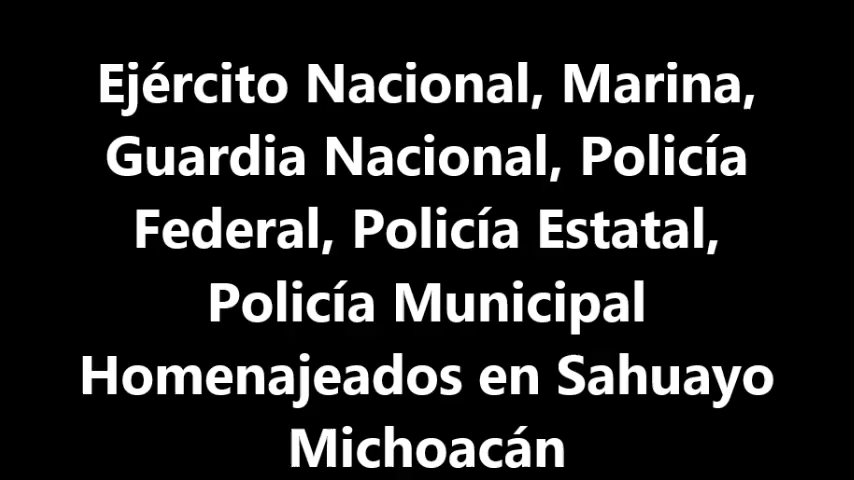 Ejército Nacional, Marina,
Guardia Nacional, Policía
Federal, Policía Estatal,
Policía Municipal
Homenajeados en Sahuayo
Michoacán